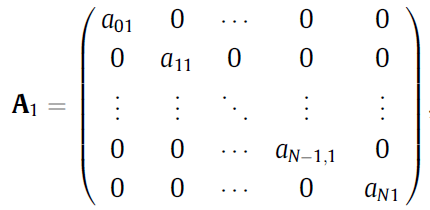 a₀₁ 0 ⋯ 0 0
0 a₁₁ 0 0 0
𝐀₁ = ⋮ ⋮ ⋱ ⋮ ⋮ ,
0 0 ⋯ a_{N−1,1} 0
0 0 ⋯ 0 a_{N1}